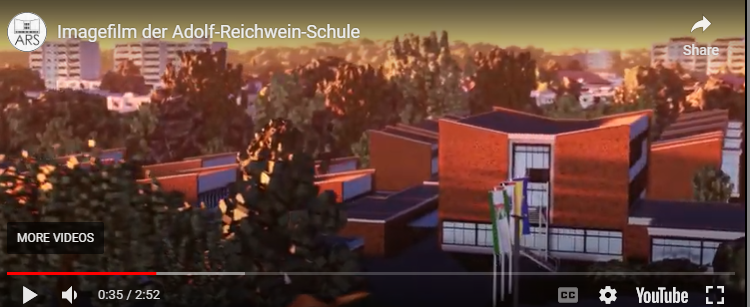 ARS
Imagefilm der Adolf-Reichwein-Schule
Share
MORE VIDEOS
0:35 / 2:52
CC
YouTube